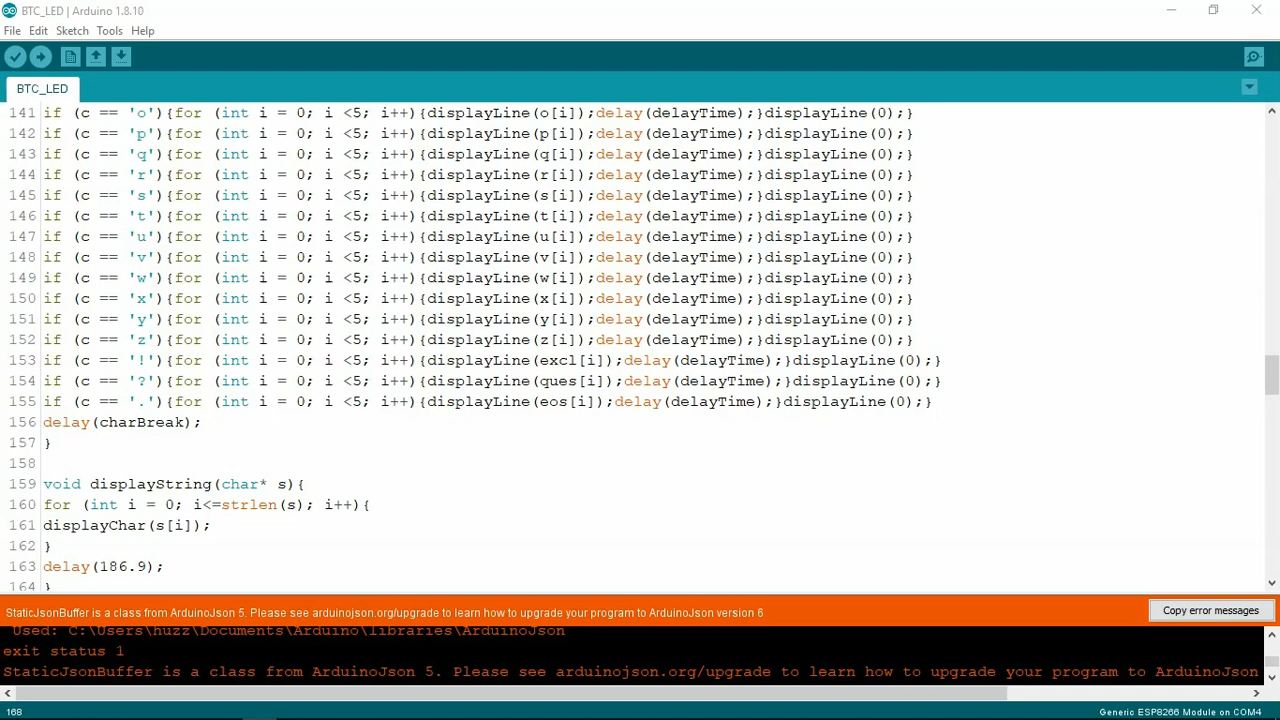 BTC_LED | Arduino 1.8.10
File Edit Sketch Tools Help
BTC_LED
141 if (c == 'o'){for (int i = 0; i <5; i++){displayLine(o[i]);delay(delayTime);}displayLine(0);}
142 if (c == 'p'){for (int i = 0; i <5; i++){displayLine(p[i]);delay(delayTime);}displayLine(0);}
143 if (c == 'q'){for (int i = 0; i <5; i++){displayLine(q[i]);delay(delayTime);}displayLine(0);}
144 if (c == 'r'){for (int i = 0; i <5; i++){displayLine(r[i]);delay(delayTime);}displayLine(0);}
145 if (c == 's'){for (int i = 0; i <5; i++){displayLine(s[i]);delay(delayTime);}displayLine(0);}
146 if (c == 't'){for (int i = 0; i <5; i++){displayLine(t[i]);delay(delayTime);}displayLine(0);}
147 if (c == 'u'){for (int i = 0; i <5; i++){displayLine(u[i]);delay(delayTime);}displayLine(0);}
148 if (c == 'v'){for (int i = 0; i <5; i++){displayLine(v[i]);delay(delayTime);}displayLine(0);}
149 if (c == 'w'){for (int i = 0; i <5; i++){displayLine(w[i]);delay(delayTime);}displayLine(0);}
150 if (c == 'x'){for (int i = 0; i <5; i++){displayLine(x[i]);delay(delayTime);}displayLine(0);}
151 if (c == 'y'){for (int i = 0; i <5; i++){displayLine(y[i]);delay(delayTime);}displayLine(0);}
152 if (c == 'z'){for (int i = 0; i <5; i++){displayLine(z[i]);delay(delayTime);}displayLine(0);}
153 if (c == '!'){for (int i = 0; i <5; i++){displayLine(excl[i]);delay(delayTime);}displayLine(0);}
154 if (c == '?'){for (int i = 0; i <5; i++){displayLine(ques[i]);delay(delayTime);}displayLine(0);}
155 if (c == '.'){for (int i = 0; i <5; i++){displayLine(eos[i]);delay(delayTime);}displayLine(0);}
156 delay(charBreak);
157 }
158
159 void displayString(char* s){
160 for (int i = 0; i<=strlen(s); i++){
161 displayChar(s[i]);
162 }
163 delay(186.9);
164 }
StaticJsonBuffer is a class from ArduinoJson 5. Please see arduinojson.org/upgrade to learn how to upgrade your program to ArduinoJson version 6
Copy error messages
Used: C:\Users\huzz\Documents\Arduino\libraries\ArduinoJson
exit status 1
StaticJsonBuffer is a class from ArduinoJson 5. Please see arduinojson.org/upgrade to learn how to upgrade your program to ArduinoJson
168
Generic ESP8266 Module on COM4